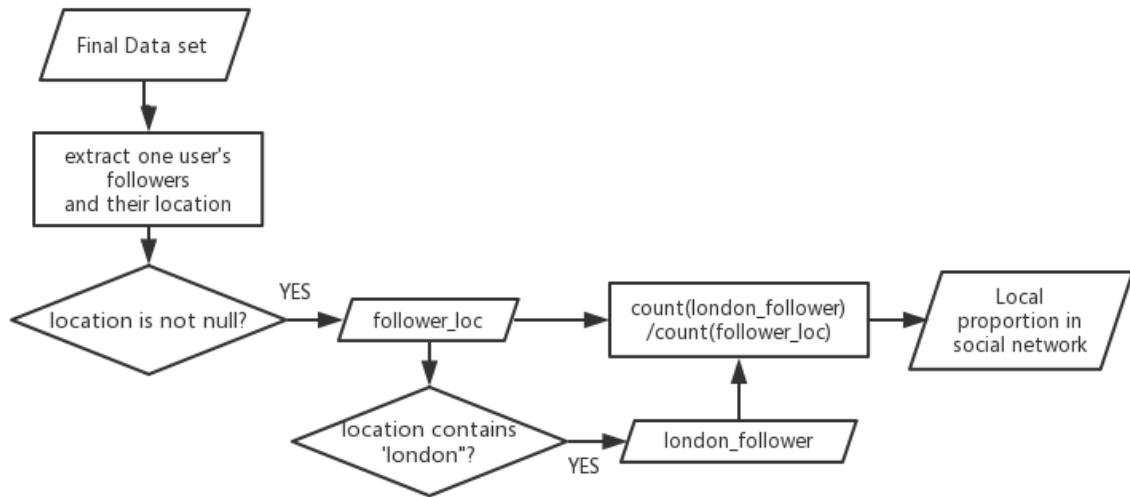 Final Data set
extract one user's
followers
and their location
location is not null?
YES
follower_loc
count(london_follower)
/count(follower_loc)
Local
proportion in
social network
location contains
'london"?
YES
london_follower